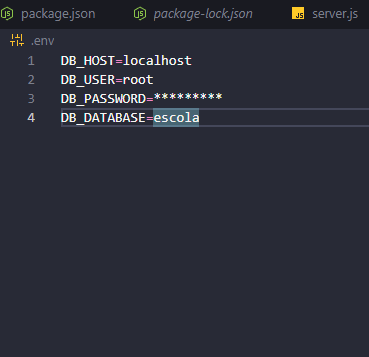 package.json package-lock.json JS server.js
.env
1 DB_HOST=localhost
2 DB_USER=root
3 DB_PASSWORD=*********
4 DB_DATABASE=escola